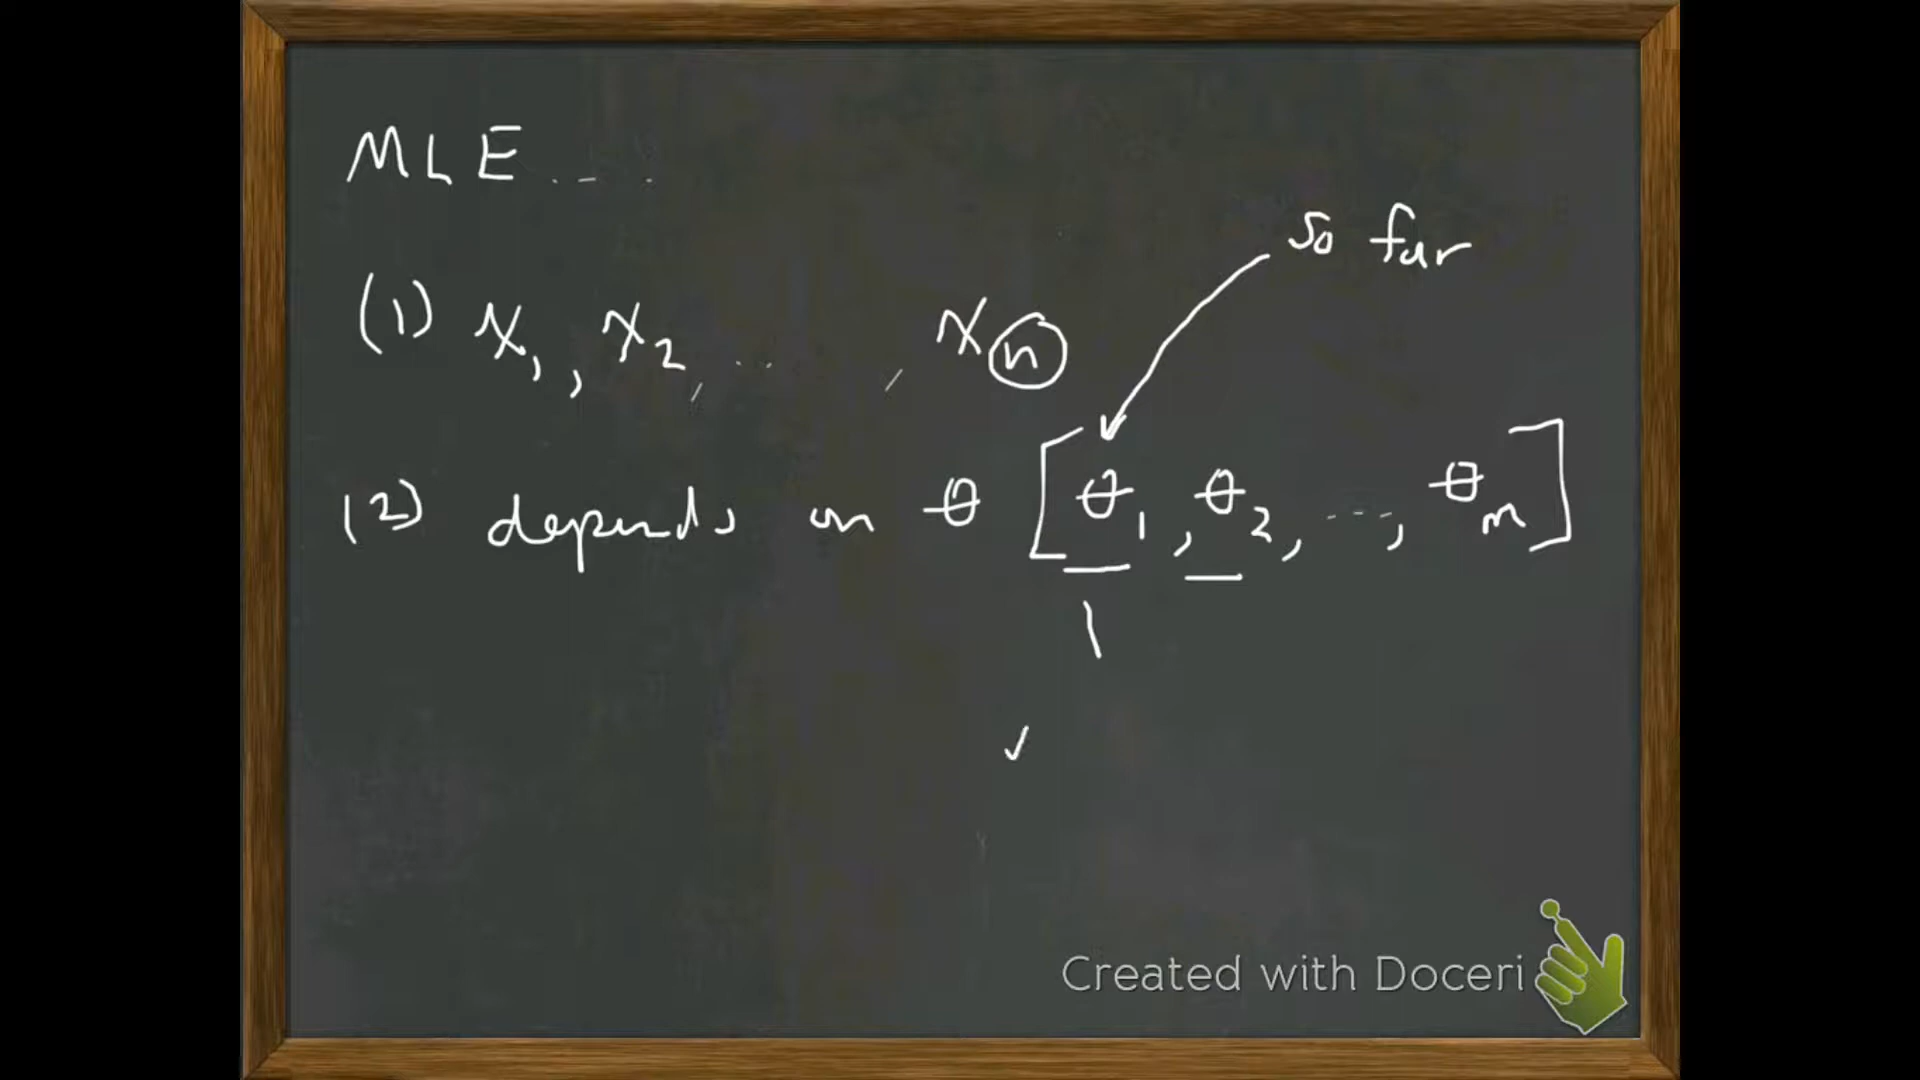 MLE ....
so far
(1) X₁, X₂, ... , Xₙ
(2) depends on θ [θ₁, θ₂, ..., θₘ]
Created with Doceri